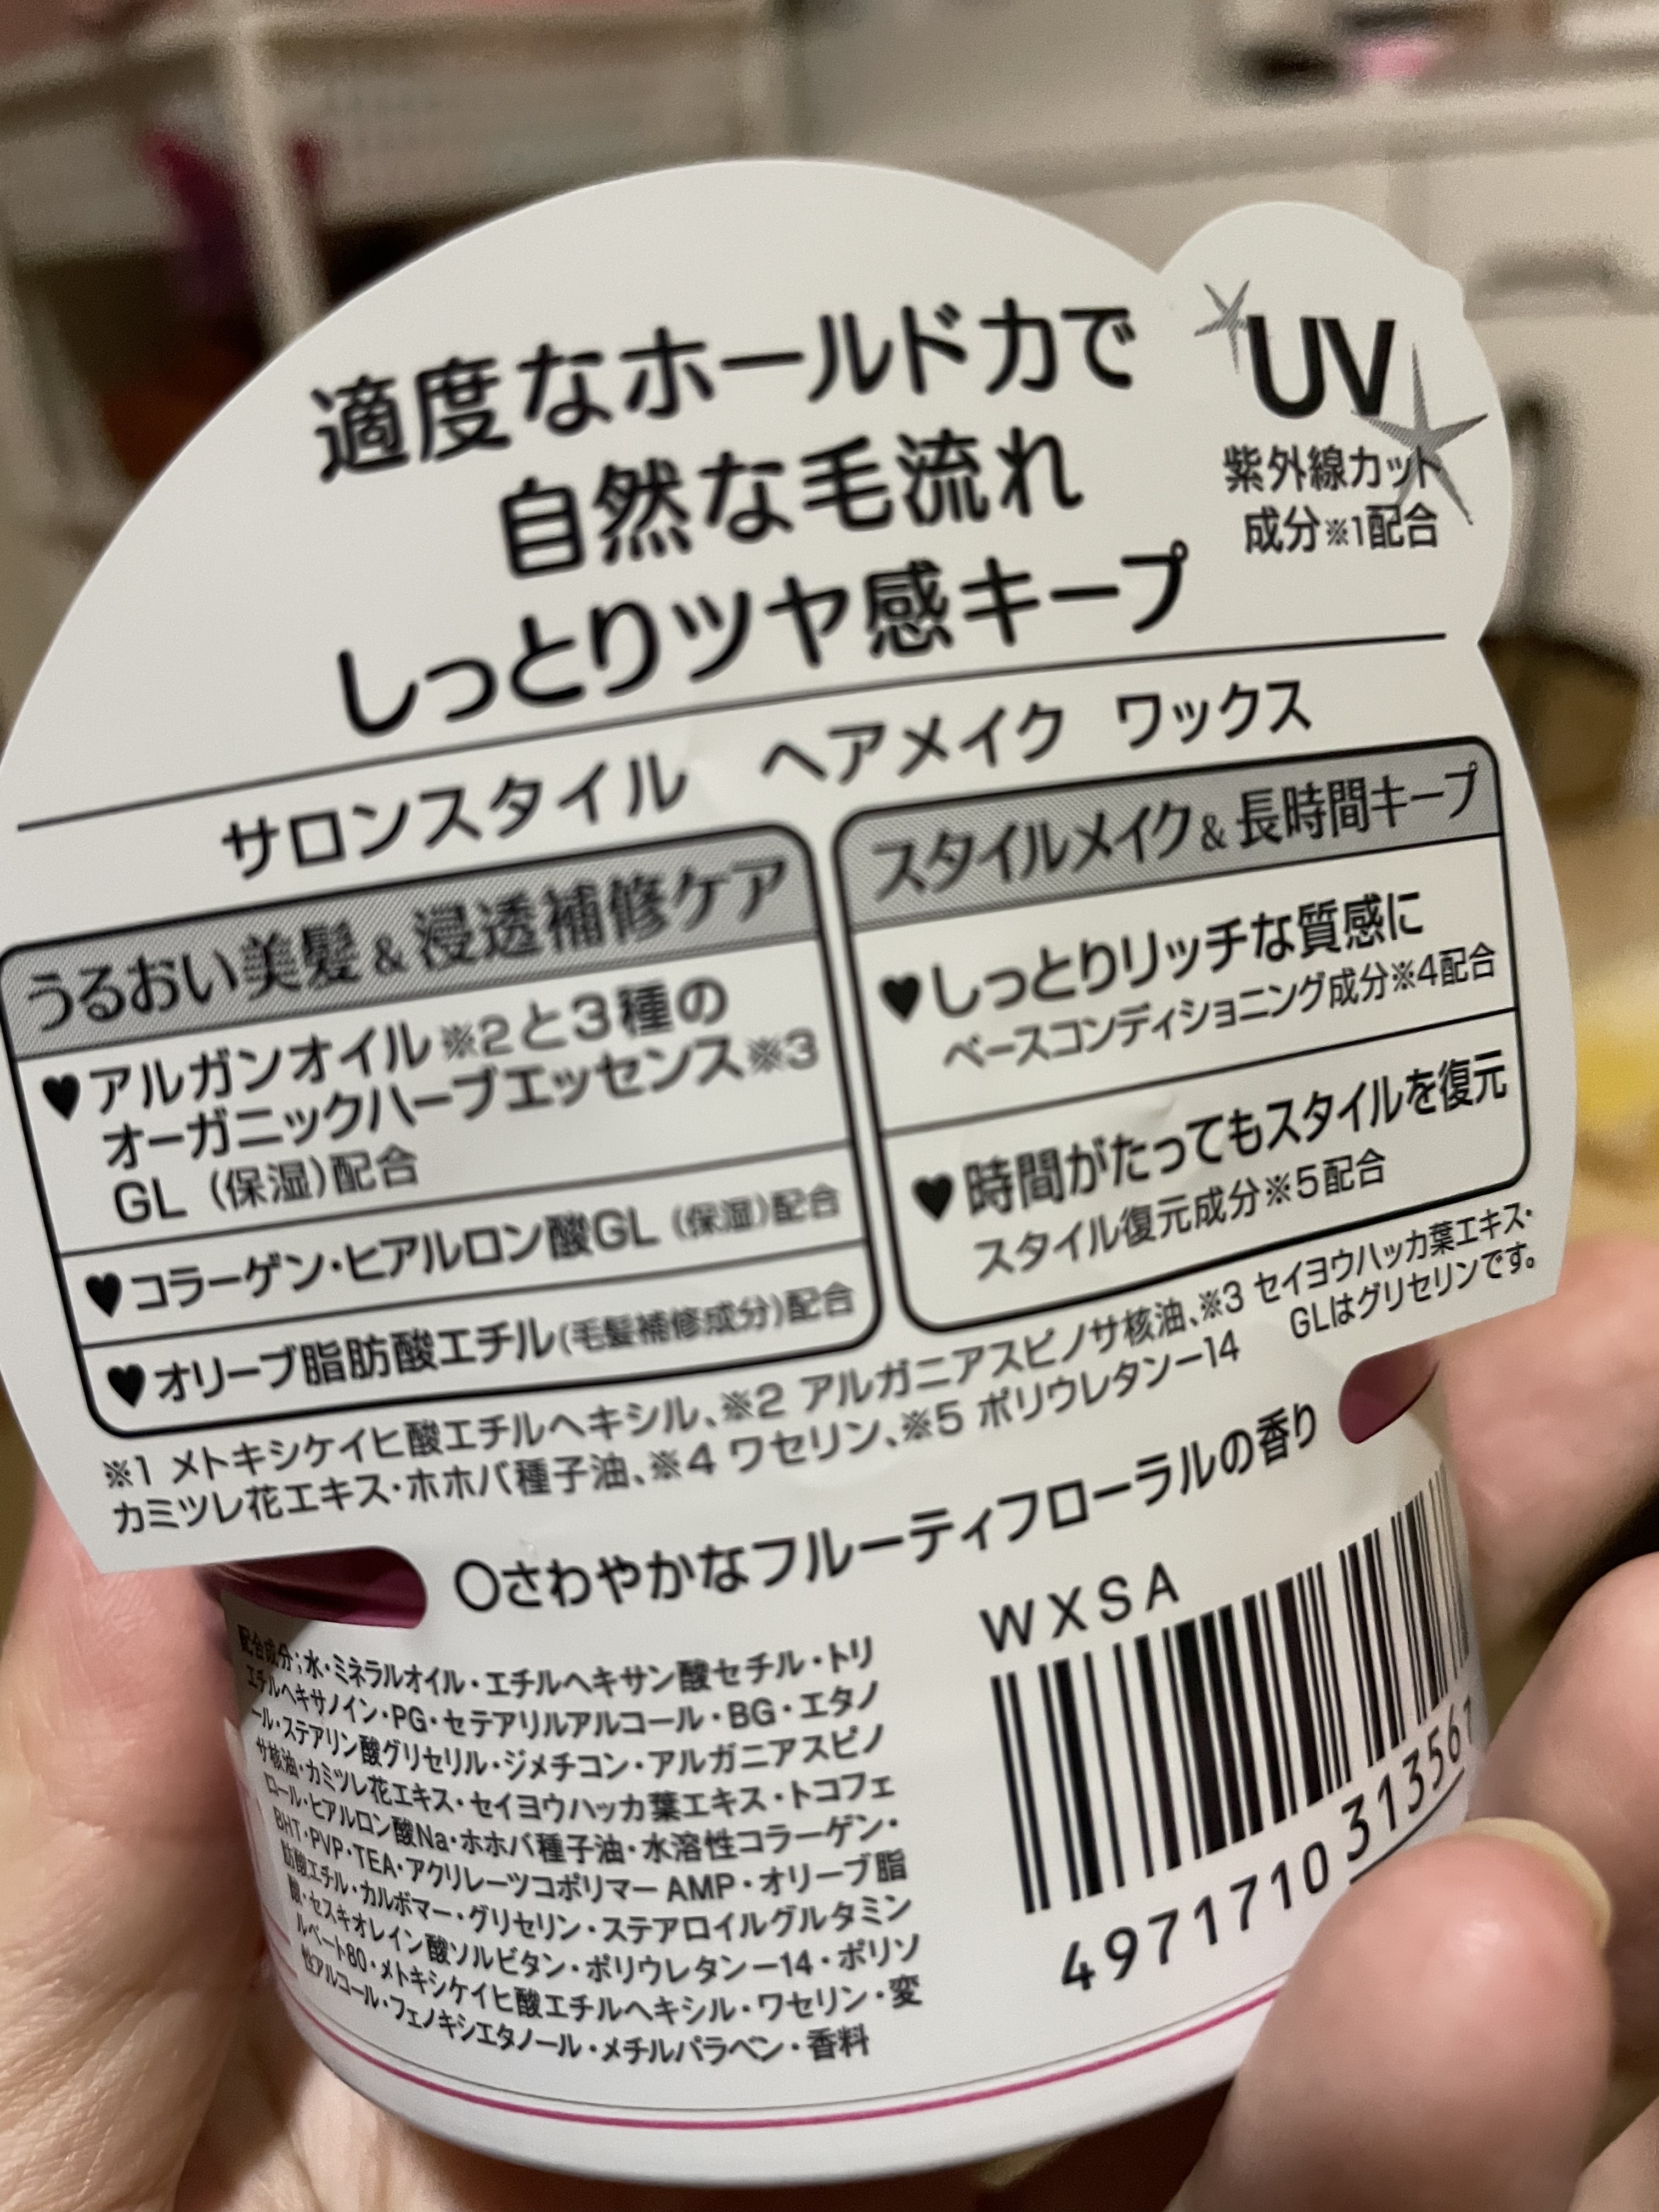 適度なホールド力で
自然な毛流れ
しっとりツヤ感キープ
UV
紫外線カット
成分※1配合
サロンスタイル ヘアメイク ワックス
うるおい美髪&浸透補修ケア
♥アルガンオイル※2と3種の
オーガニックハーブエッセンス※3
GL(保湿)配合
♥コラーゲン・ヒアルロン酸GL(保湿)配合
♥オリーブ脂肪酸エチル(毛髪補修成分)配合
スタイルメイク&長時間キープ
♥しっとりリッチな質感に
ベースコンディショニング成分※4配合
♥時間がたってもスタイルを復元
スタイル復元成分※5配合
※1 メトキシケイヒ酸エチルヘキシル、※2 アルガニアスピノサ核油、※3 セイヨウハッカ葉エキス・
カミツレ花エキス・ホホバ種子油、※4 ワセリン、※5 ポリウレタンー14 GLはグリセリンです。
○さわやかなフルーティフローラルの香り
配合成分;水・ミネラルオイル・エチルヘキサン酸セチル・トリ
エチルヘキサノイン・PG・セテアリルアルコール・BG・エタノ
ール・ステアリン酸グリセリル・ジメチコン・アルガニアスピノ
サ核油・カミツレ花エキス・セイヨウハッカ葉エキス・トコフェ
ロール・ヒアルロン酸Na・ホホバ種子油・水溶性コラーゲン・
BHT・PVP・TEA・アクリレーツコポリマーAMP・オリーブ脂
肪酸エチル・カルボマー・グリセリン・ステアロイルグルタミン
酸・セスキオレイン酸ソルビタン・ポリウレタンー14・ポリソ
ルベート80・メトキシケイヒ酸エチルヘキシル・ワセリン・変
性アルコール・フェノキシエタノール・メチルパラベン・香料
WXSA
4971710313567